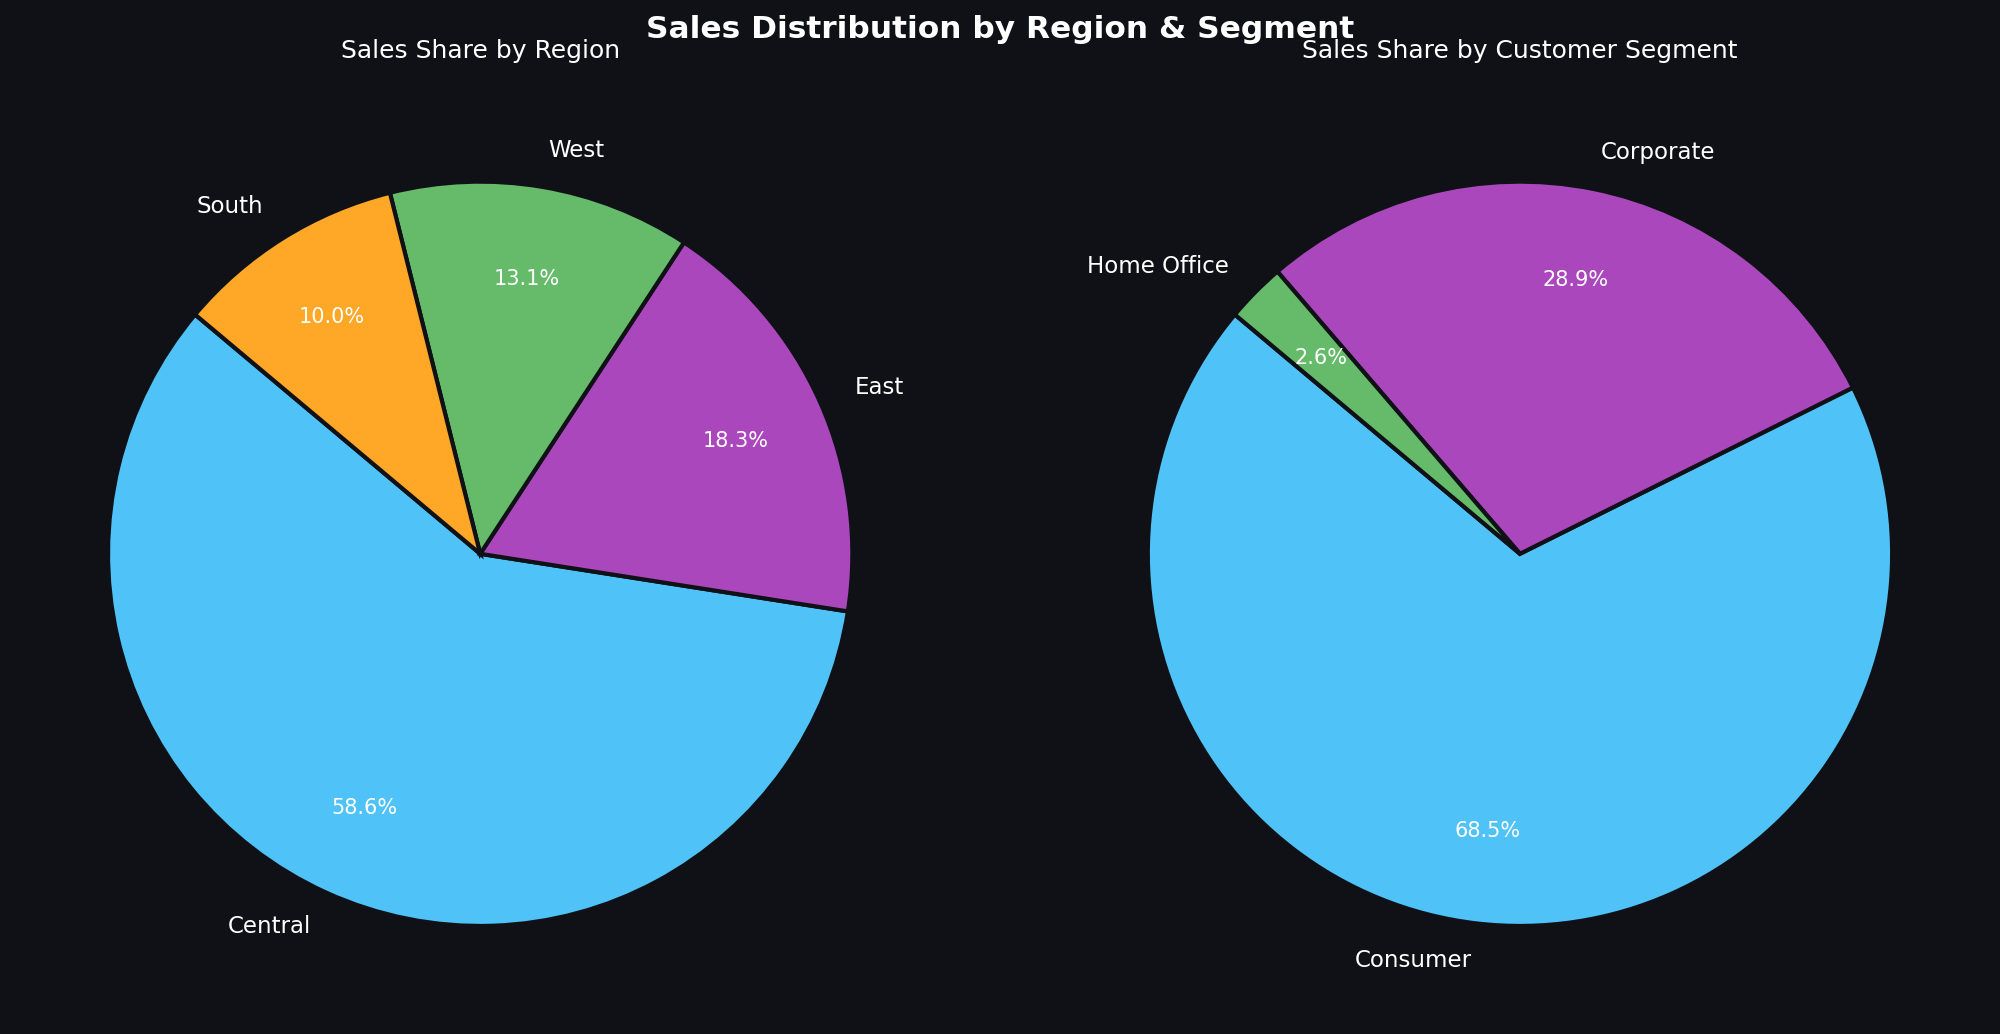 Sales Distribution by Region & Segment
Sales Share by Region
West
South
13.1%
10.0%
East
18.3%
58.6%
Central
Sales Share by Customer Segment
Corporate
Home Office
28.9%
2.6%
68.5%
Consumer